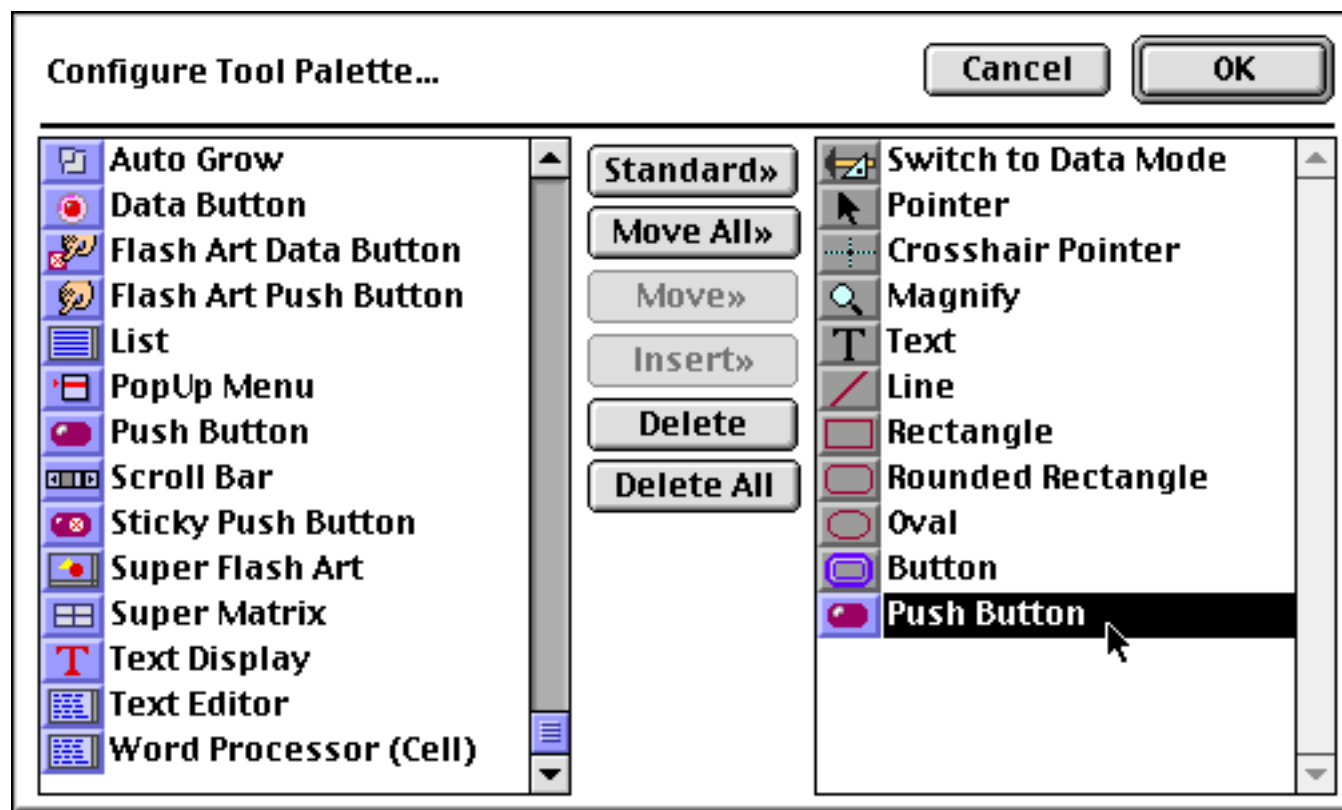 Configure Tool Palette...
Cancel
OK
Auto Grow
Data Button
Flash Art Data Button
Flash Art Push Button
List
PopUp Menu
Push Button
Scroll Bar
Sticky Push Button
Super Flash Art
Super Matrix
Text Display
Text Editor
Word Processor (Cell)
Standard»
Move All»
Move»
Insert»
Delete
Delete All
Switch to Data Mode
Pointer
Crosshair Pointer
Magnify
Text
Line
Rectangle
Rounded Rectangle
Oval
Button
Push Button